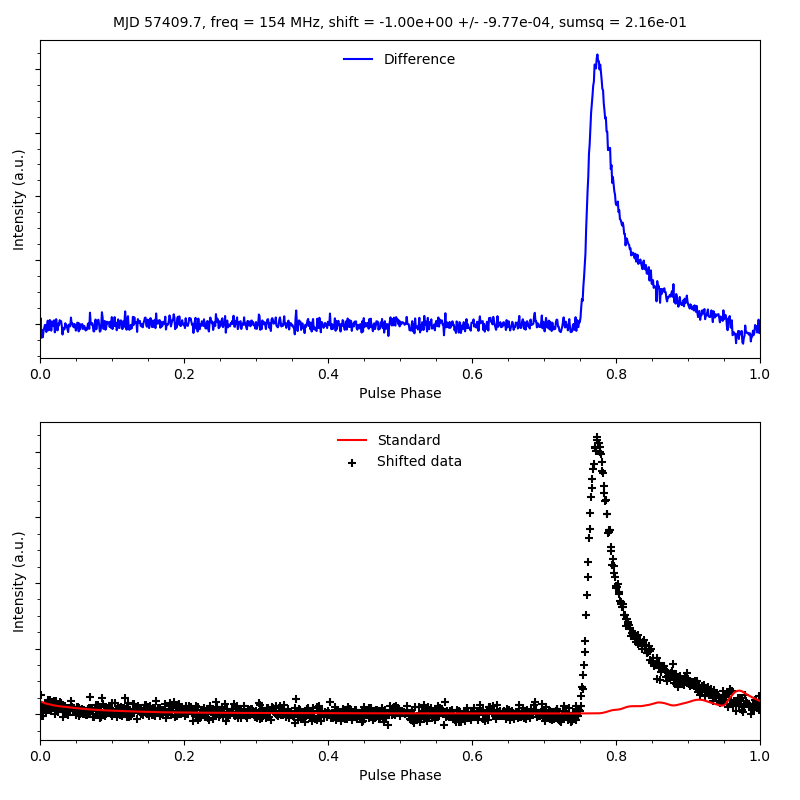 MJD 57409.7, freq = 154 MHz, shift = -1.00e+00 +/- -9.77e-04, sumsq = 2.16e-01
Difference
Intensity (a.u.)
0.0 0.2 0.4 0.6 0.8 1.0
Pulse Phase
Standard
Shifted data
Intensity (a.u.)
0.0 0.2 0.4 0.6 0.8 1.0
Pulse Phase